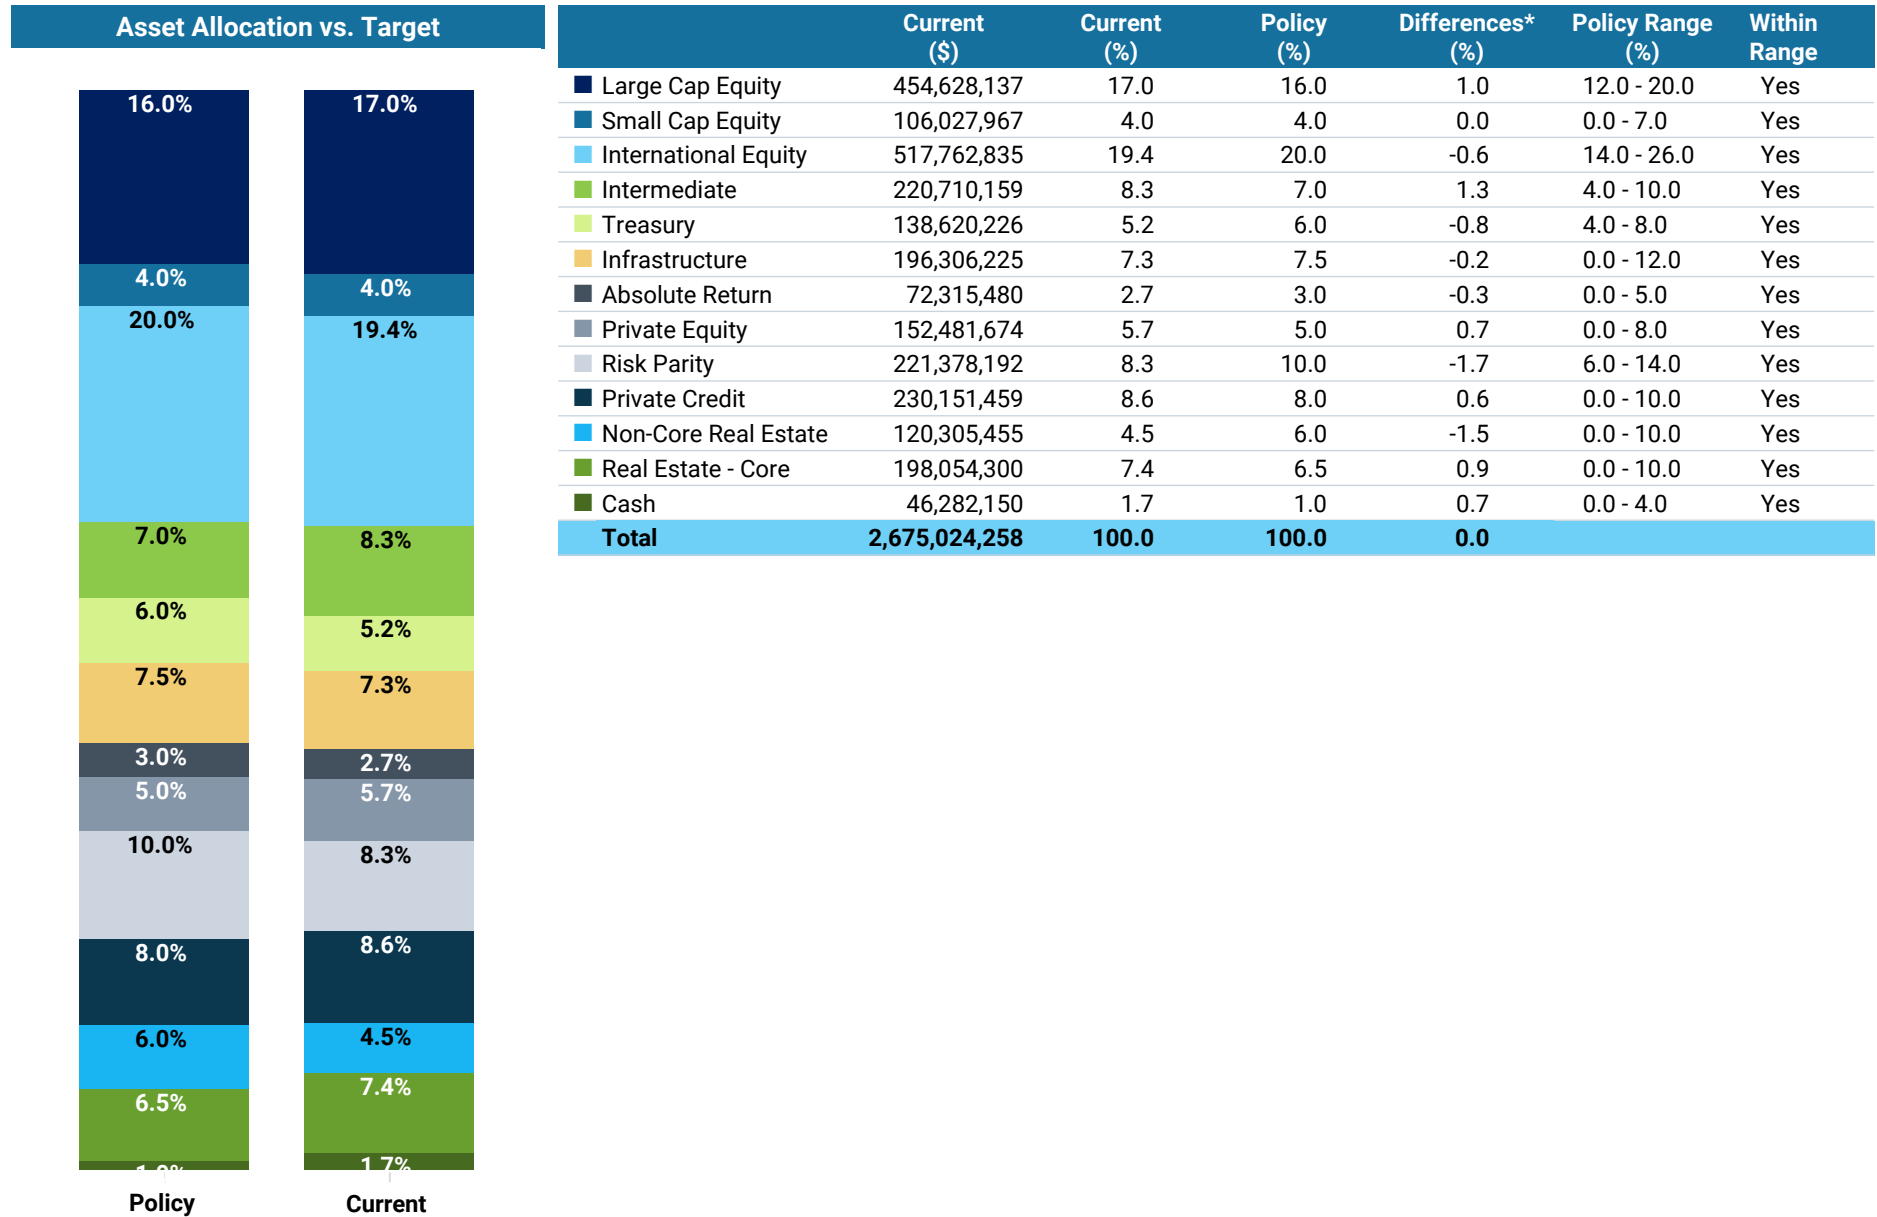 Asset Allocation vs. Target
16.0%
4.0%
20.0%
7.0%
6.0%
7.5%
3.0%
5.0%
10.0%
8.0%
6.0%
6.5%
Policy
17.0%
4.0%
19.4%
8.3%
5.2%
7.3%
2.7%
5.7%
8.3%
8.6%
4.5%
7.4%
1.7%
Current
Current ($) Current (%) Policy (%) Differences* (%) Policy Range (%) Within Range
Large Cap Equity 454,628,137 17.0 16.0 1.0 12.0 - 20.0 Yes
Small Cap Equity 106,027,967 4.0 4.0 0.0 0.0 - 7.0 Yes
International Equity 517,762,835 19.4 20.0 -0.6 14.0 - 26.0 Yes
Intermediate 220,710,159 8.3 7.0 1.3 4.0 - 10.0 Yes
Treasury 138,620,226 5.2 6.0 -0.8 4.0 - 8.0 Yes
Infrastructure 196,306,225 7.3 7.5 -0.2 0.0 - 12.0 Yes
Absolute Return 72,315,480 2.7 3.0 -0.3 0.0 - 5.0 Yes
Private Equity 152,481,674 5.7 5.0 0.7 0.0 - 8.0 Yes
Risk Parity 221,378,192 8.3 10.0 -1.7 6.0 - 14.0 Yes
Private Credit 230,151,459 8.6 8.0 0.6 0.0 - 10.0 Yes
Non-Core Real Estate 120,305,455 4.5 6.0 -1.5 0.0 - 10.0 Yes
Real Estate - Core 198,054,300 7.4 6.5 0.9 0.0 - 10.0 Yes
Cash 46,282,150 1.7 1.0 0.7 0.0 - 4.0 Yes
Total 2,675,024,258 100.0 100.0 0.0